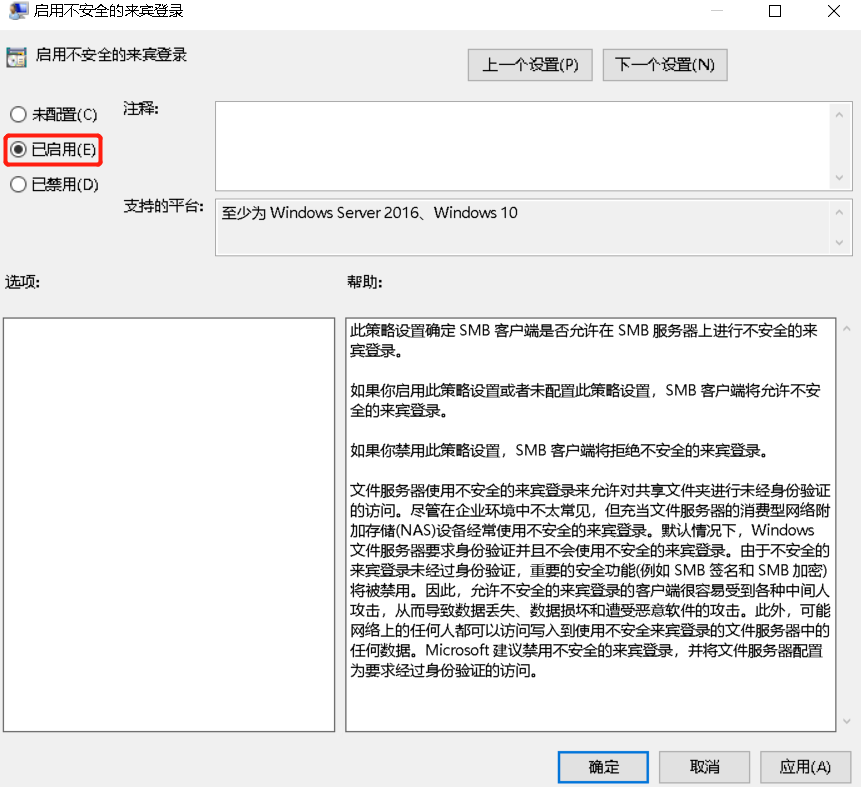 启用不安全的来宾登录
启用不安全的来宾登录
上一个设置(P)
下一个设置(N)
未配置(C)
注释:
已启用(E)
已禁用(D)
支持的平台:
至少为 Windows Server 2016、Windows 10
选项:
帮助:
此策略设置确定 SMB 客户端是否允许在 SMB 服务器上进行不安全的来
宾登录。
如果你启用此策略设置或者未配置此策略设置，SMB 客户端将允许不安
全的来宾登录。
如果你禁用此策略设置，SMB 客户端将拒绝不安全的来宾登录。
文件服务器使用不安全的来宾登录来允许对共享文件夹进行未经身份验证
的访问。尽管在企业环境中不太常见，但充当文件服务器的消费型网络附
加存储(NAS)设备经常使用不安全的来宾登录。默认情况下，Windows
文件服务器要求身份验证并且不会使用不安全的来宾登录。由于不安全的
来宾登录未经过身份验证，重要的安全功能(例如 SMB 签名和 SMB 加密)
将被禁用。因此，允许不安全的来宾登录的客户端很容易受到各种中间人
攻击，从而导致数据丢失、数据损坏和遭受恶意软件的攻击。此外，可能
网络上的任何人都可以访问写入到使用不安全来宾登录的文件服务器中的
任何数据。Microsoft 建议禁用不安全的来宾登录，并将文件服务器配置
为要求经过身份验证的访问。
确定
取消
应用(A)